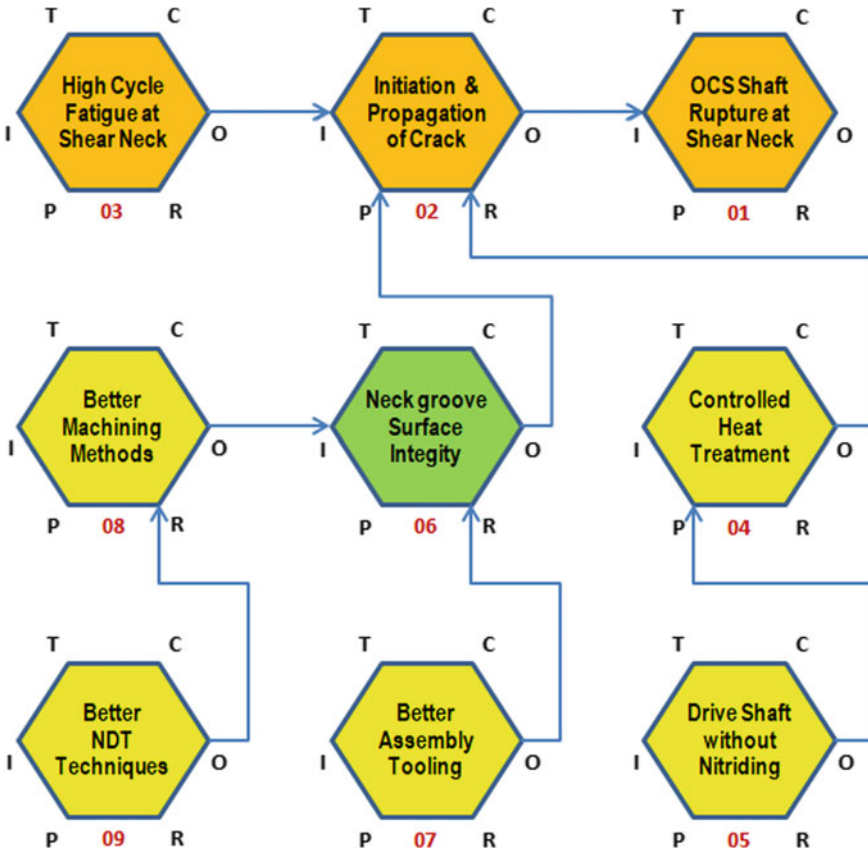 T C T C T C
High Cycle
Fatigue at
Shear Neck
Initiation &
Propagation
of Crack
OCS Shaft
Rupture at
Shear Neck
I O I O I O
P 03 R P 02 R P 01 R
T C T C T C
Better
Machining
Methods
Neck groove
Surface
Integity
Controlled
Heat
Treatment
I O I O I O
P 08 R P 06 R P 04 R
T C T C T C
Better
NDT
Techniques
Better
Assembly
Tooling
Drive Shaft
without
Nitriding
I O I O I O
P 09 R P 07 R P 05 R